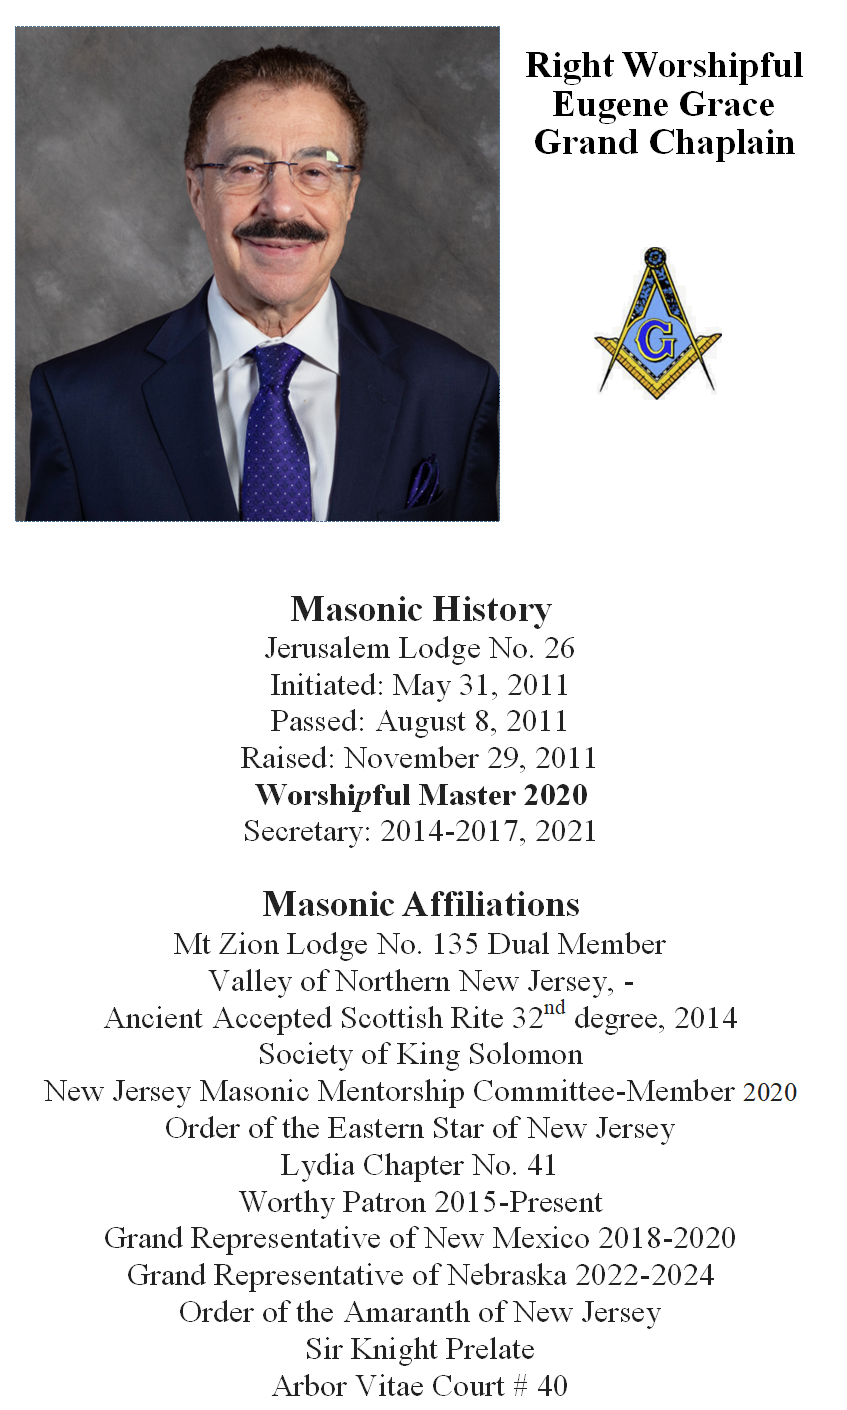 Right Worshipful
Eugene Grace
Grand Chaplain
G
Masonic History
Jerusalem Lodge No. 26
Initiated: May 31, 2011
Passed: August 8, 2011
Raised: November 29, 2011
Worshipful Master 2020
Secretary: 2014-2017, 2021
Masonic Affiliations
Mt Zion Lodge No. 135 Dual Member
Valley of Northern New Jersey, -
Ancient Accepted Scottish Rite 32nd degree, 2014
Society of King Solomon
New Jersey Masonic Mentorship Committee-Member 2020
Order of the Eastern Star of New Jersey
Lydia Chapter No. 41
Worthy Patron 2015-Present
Grand Representative of New Mexico 2018-2020
Grand Representative of Nebraska 2022-2024
Order of the Amaranth of New Jersey
Sir Knight Prelate
Arbor Vitae Court # 40